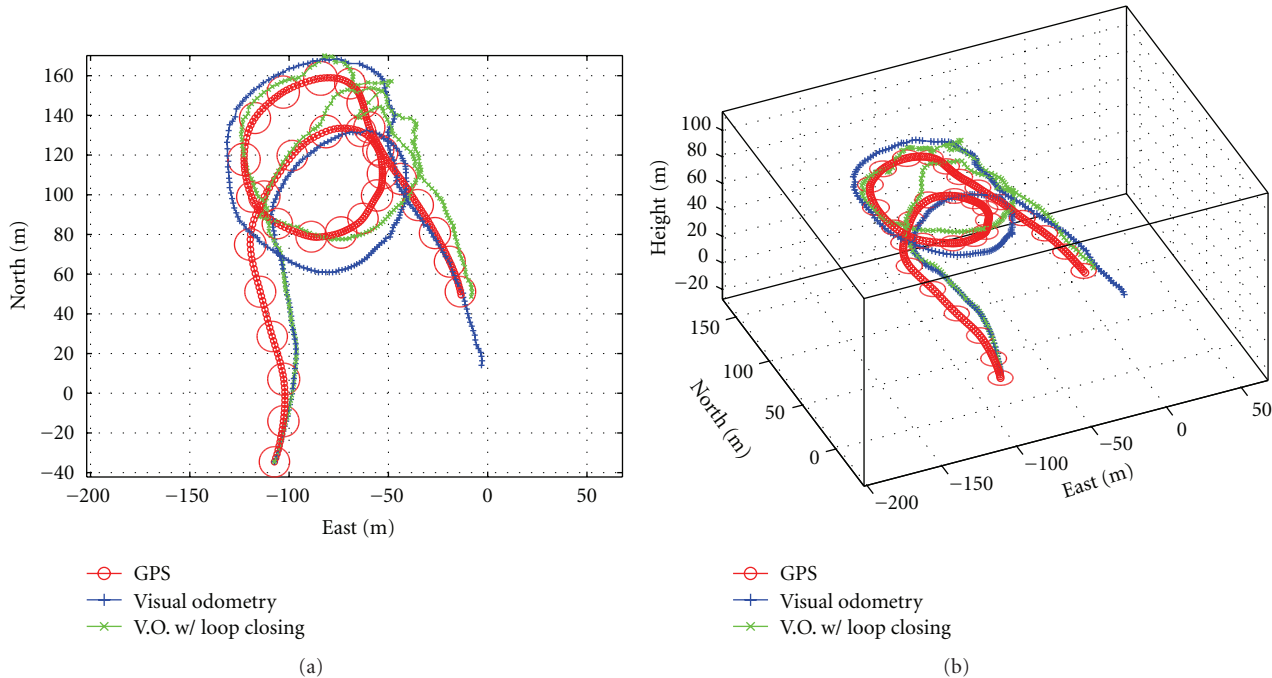 160
140
120
100
80
60
40
20
0
−20
−40
North (m)
−200 −150 −100 −50 0 50
East (m)
GPS
Visual odometry
V.O. w/ loop closing
(a)
100
80
60
40
20
0
−20
Height (m)
150
100
50
0
North (m)
−200 −150 −100 −50 0 50
East (m)
GPS
Visual odometry
V.O. w/ loop closing
(b)